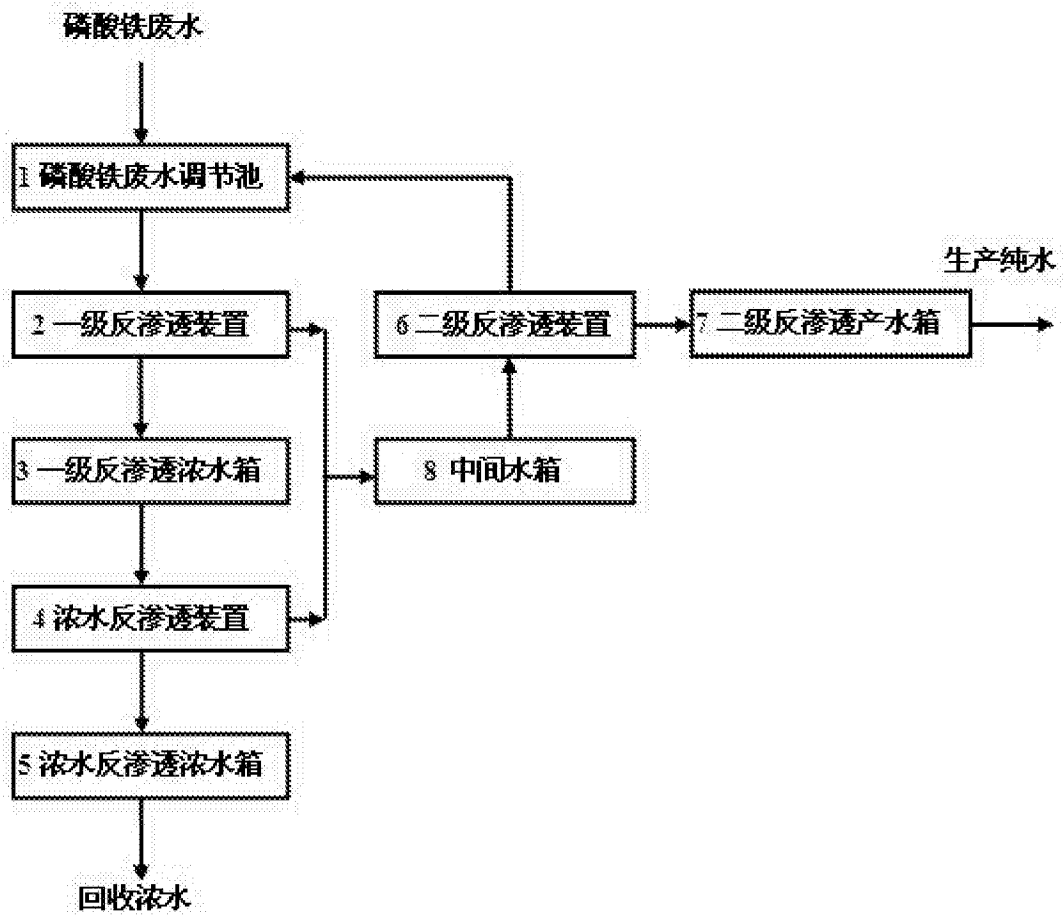 磷酸铁废水
1 磷酸铁废水调节池
生产纯水
2 一级反渗透装置
6 二级反渗透装置
7 二级反渗透产水箱
3 一级反渗透浓水箱
8 中间水箱
4 浓水反渗透装置
5 浓水反渗透浓水箱
回收浓水